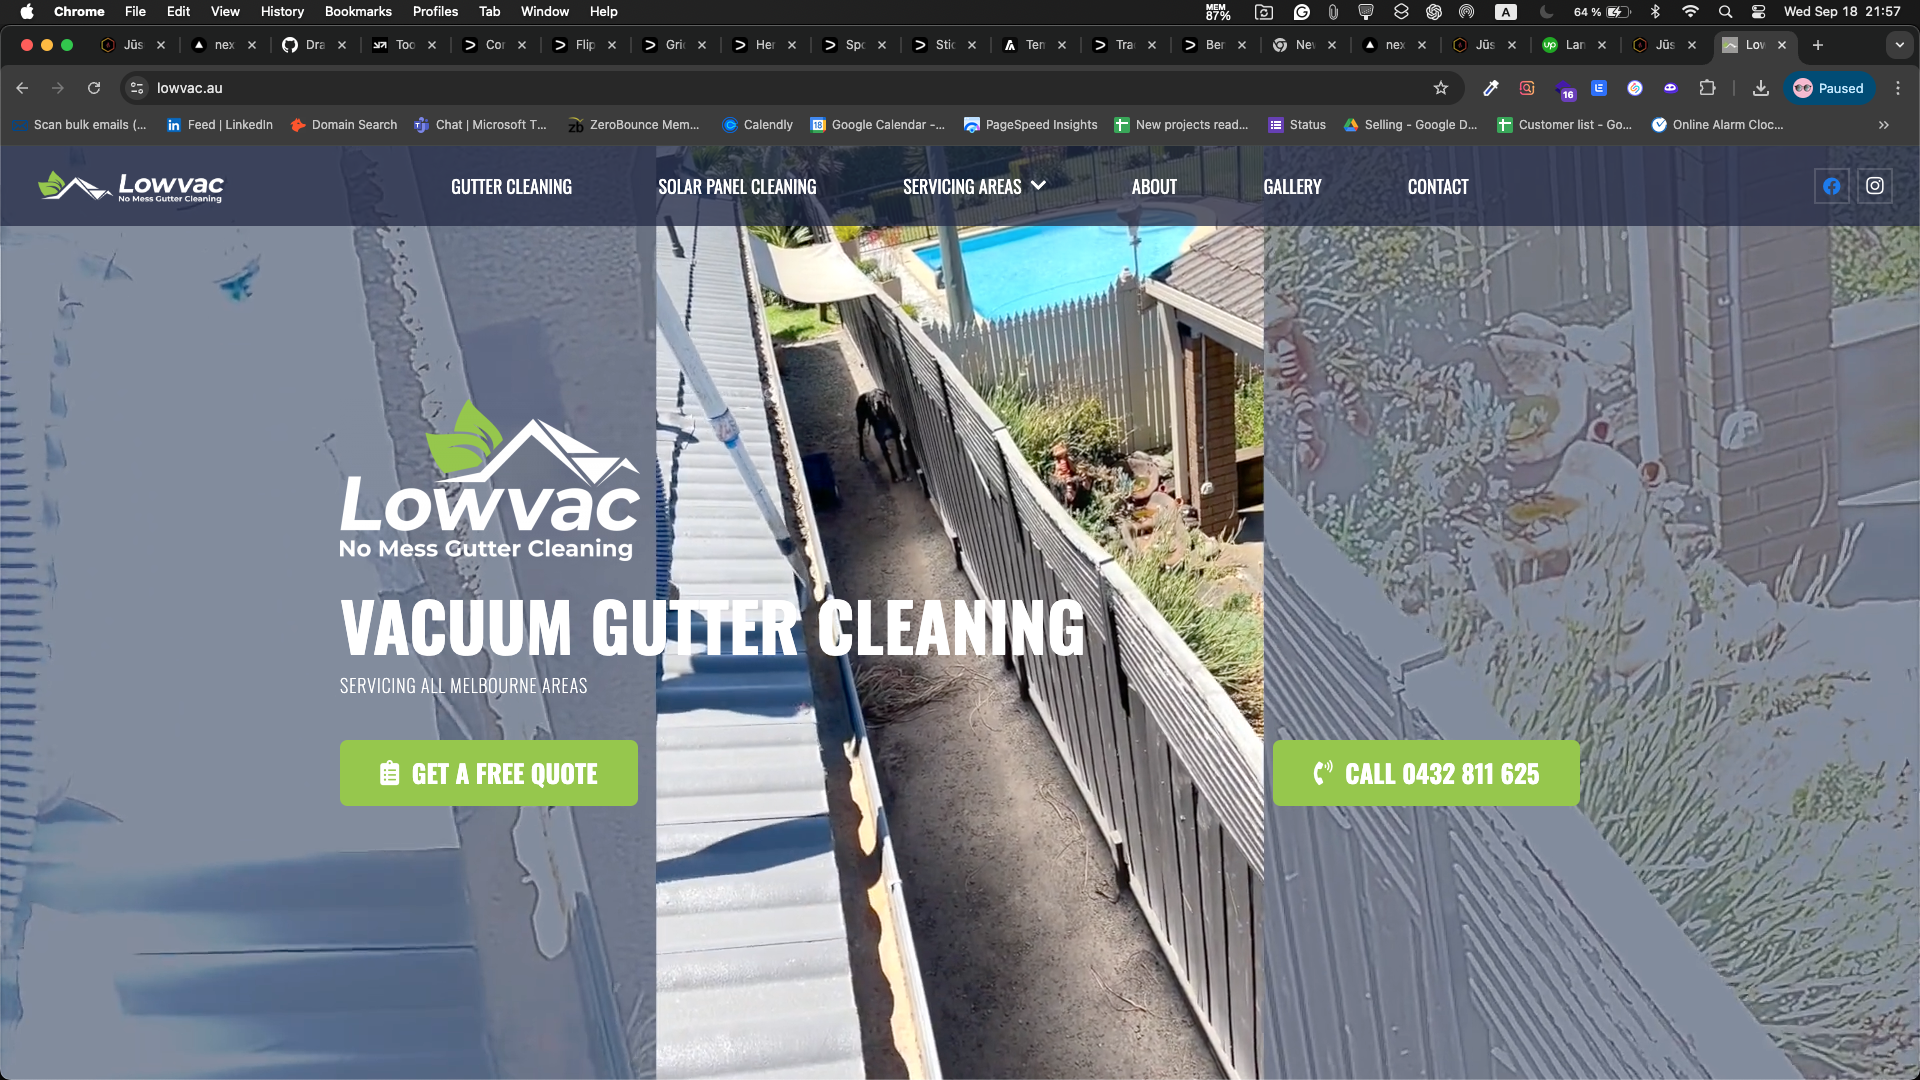 Chrome File Edit View History Bookmarks Profiles Tab Window Help MEM 87% A 64 % Wed Sep 18 21:57
Jūs nex Dra Too Cor Flip Gri Her Spo Stic Ten Tra Ber Nev nex Jūs Lan Jūs Low
lowvac.au 16 Paused
Scan bulk emails (... Feed | LinkedIn Domain Search Chat | Microsoft T... ZeroBounce Mem... Calendly Google Calendar -... PageSpeed Insights New projects read... Status Selling - Google D... Customer list - Go... Online Alarm Cloc...
Lowvac
No Mess Gutter Cleaning
GUTTER CLEANING SOLAR PANEL CLEANING SERVICING AREAS ABOUT GALLERY CONTACT
Lowvac
No Mess Gutter Cleaning
VACUUM GUTTER CLEANING
SERVICING ALL MELBOURNE AREAS
GET A FREE QUOTE CALL 0432 811 625